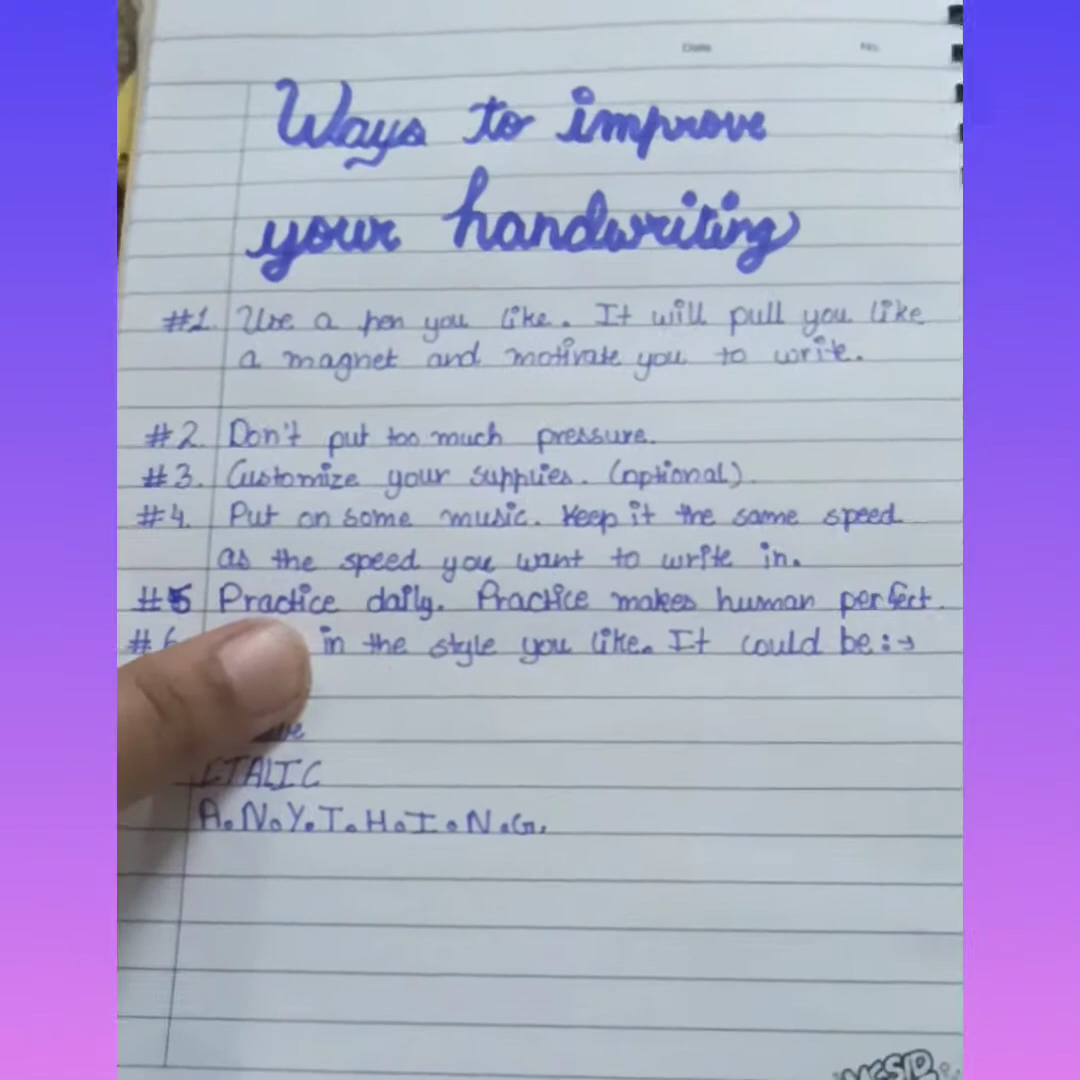 Date No.
Ways to improve
your handwriting
#1. Use a pen you like. It will pull you like
a magnet and motivate you to write.
#2. Don't put too much pressure.
#3. Customize your supplies. (optional).
#4. Put on some music. Keep it the same speed
as the speed you want to write in.
#5 Practice daily. Practice makes human perfect.
#6 in the style you like. It could be:→
ITALIC
A.N.Y.T.H.I.N.G.